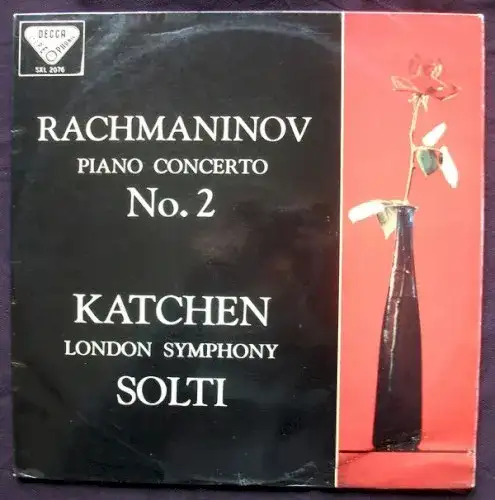 DECCA
SXL 2076
RACHMANINOV
PIANO CONCERTO
No. 2
KATCHEN
LONDON SYMPHONY
SOLTI